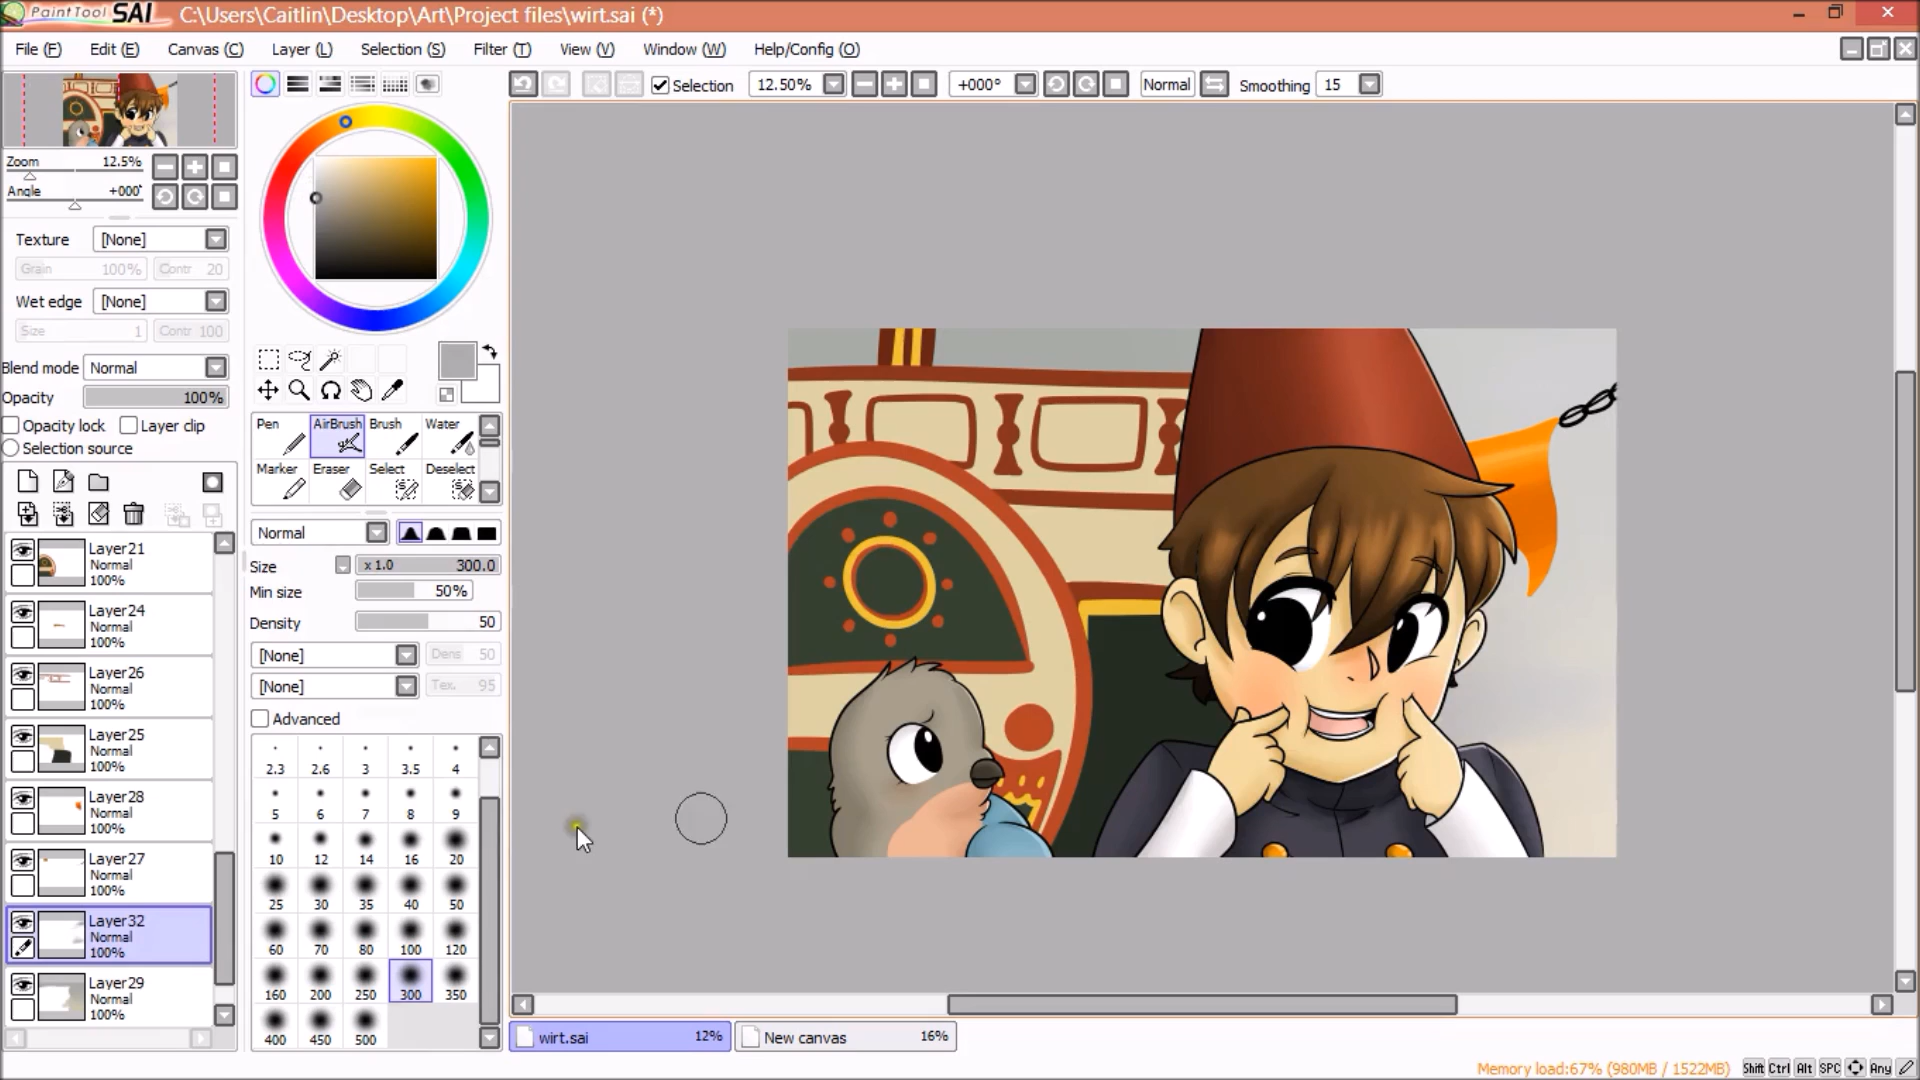 PaintTool SAI C:\Users\Caitlin\Desktop\Art\Project files\wirt.sai (*)
File (F) Edit (E) Canvas (C) Layer (L) Selection (S) Filter (T) View (V) Window (W) Help/Config (O)
Selection 12.50% +000° Normal Smoothing 15
Zoom 12.5%
Angle +000°
Texture [None]
Grain 100% Contr 20
Wet edge [None]
Size 1 Contr 100
Blend mode Normal
Opacity 100%
Opacity lock Layer clip
Selection source
Layer21
Normal
100%
Layer24
Normal
100%
Layer26
Normal
100%
Layer25
Normal
100%
Layer28
Normal
100%
Layer27
Normal
100%
Layer32
Normal
100%
Layer29
Normal
100%
Pen AirBrush Brush Water
Marker Eraser Select Deselect
Normal
Size x 1.0 300.0
Min size 50%
Density 50
[None] Dens 50
[None] Tex. 95
Advanced
2.3 2.6 3 3.5 4
5 6 7 8 9
10 12 14 16 20
25 30 35 40 50
60 70 80 100 120
160 200 250 300 350
400 450 500
wirt.sai 12% New canvas 16%
Memory load:67% (980MB / 1522MB) Shift Ctrl Alt SPC Any